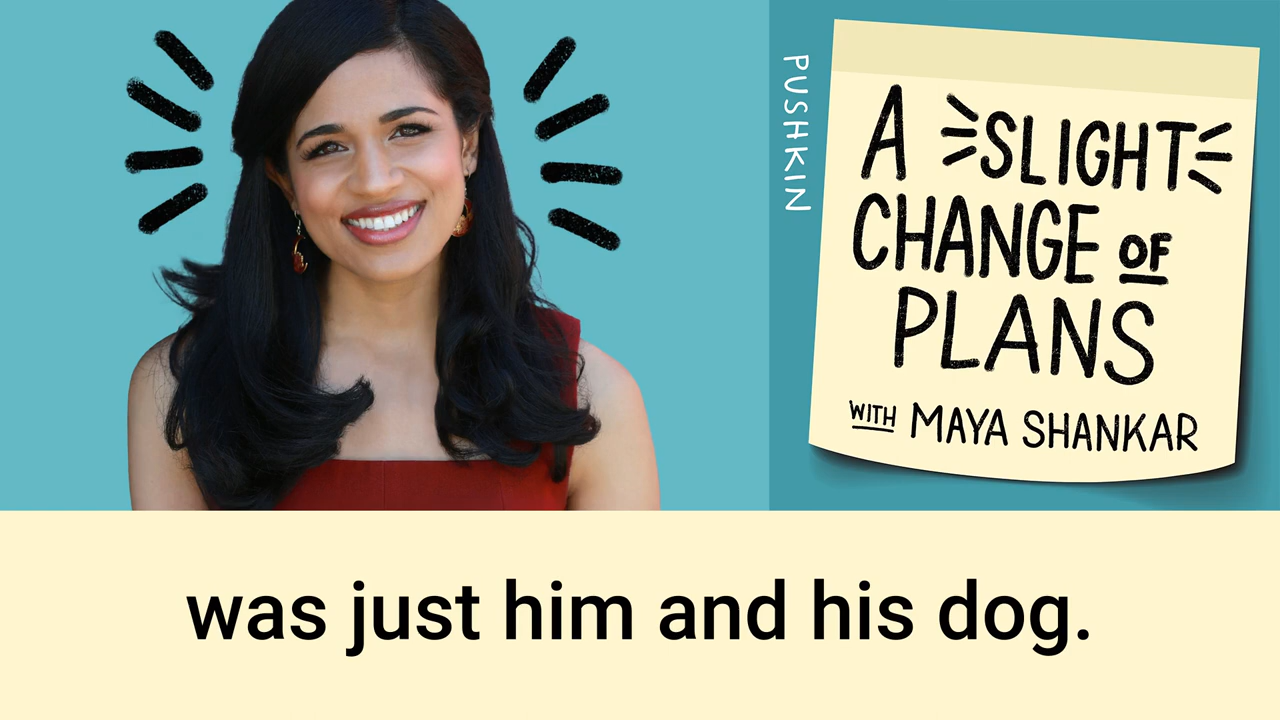 PUSHKIN
A SLIGHT
CHANGE OF
PLANS
WITH MAYA SHANKAR
was just him and his dog.